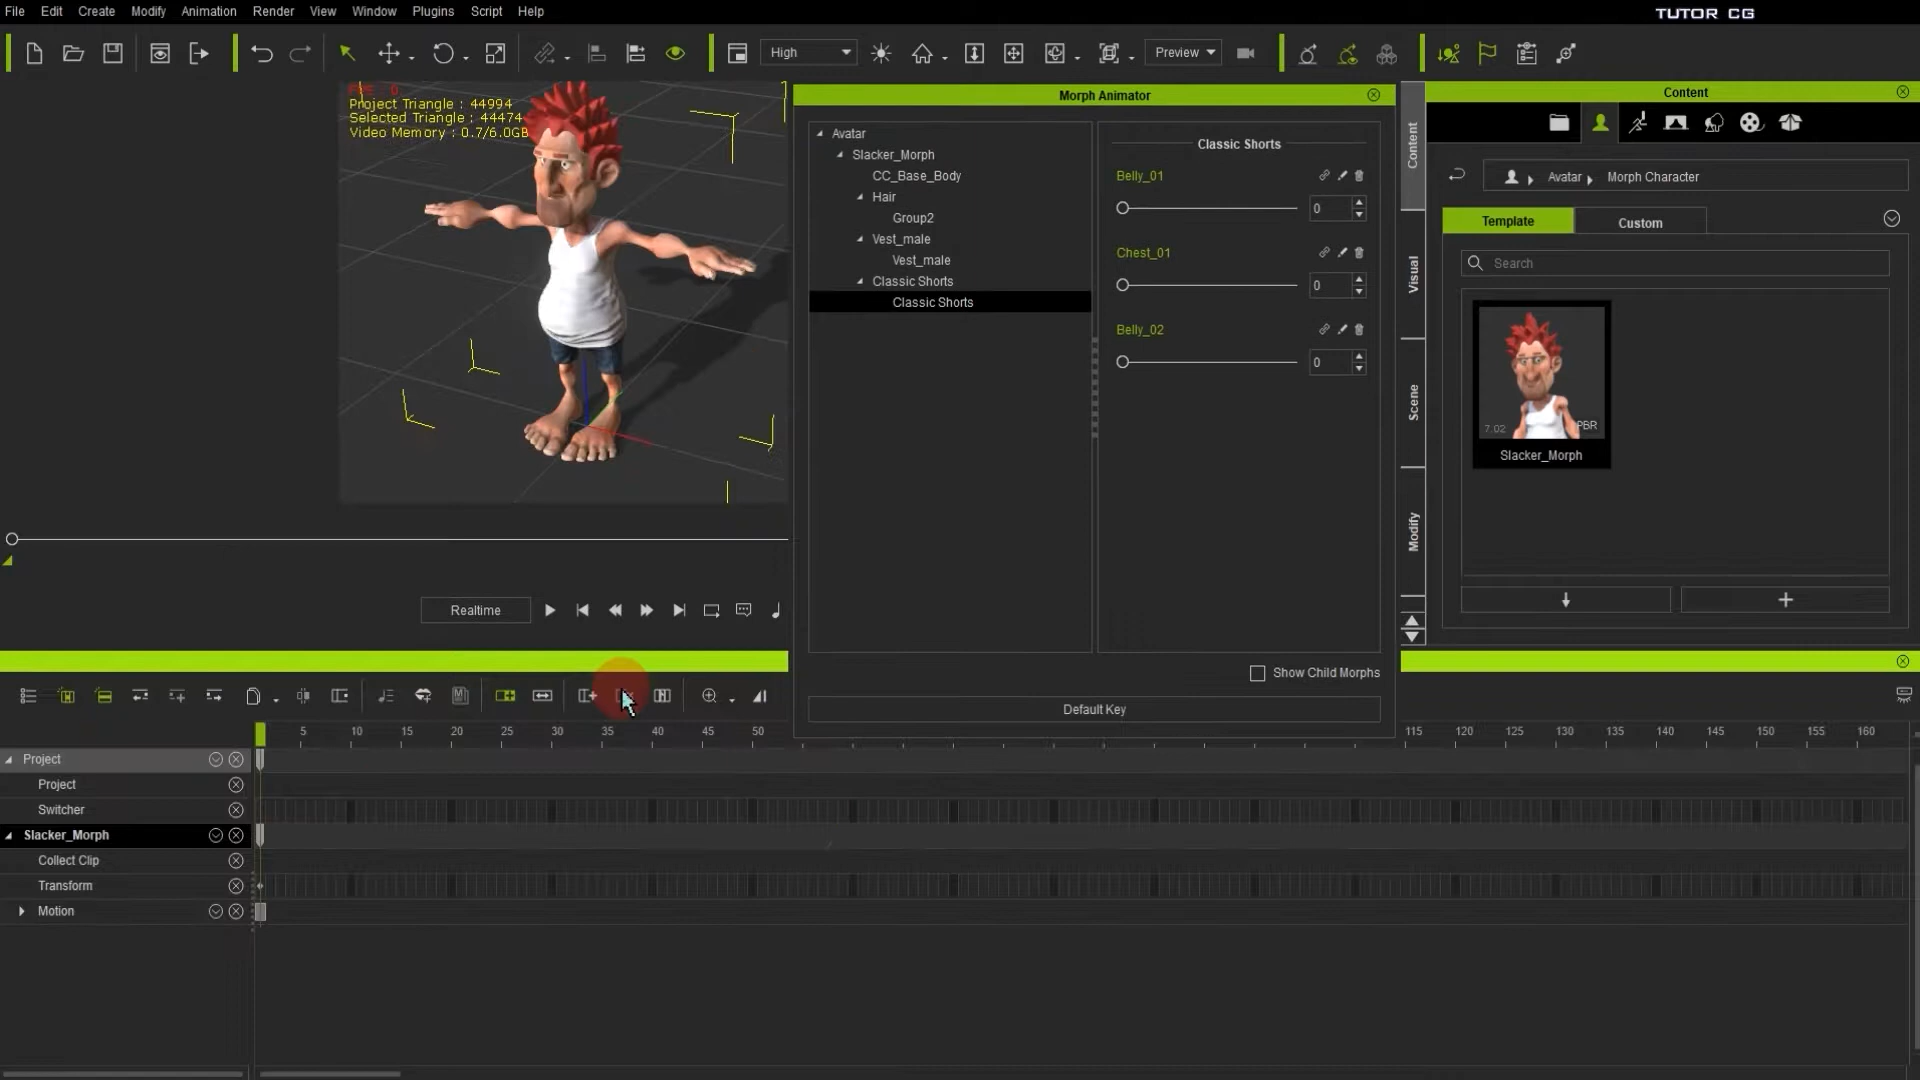 File Edit Create Modify Animation Render View Window Plugins Script Help
TUTOR CG
High
Preview
Project Triangle : 44994
Selected Triangle : 44474
Video Memory : 0.7/6.0GB
Morph Animator
Avatar
Slacker_Morph
CC_Base_Body
Hair
Group2
Vest_male
Vest_male
Classic Shorts
Classic Shorts
Classic Shorts
Belly_01
0
Chest_01
0
Belly_02
0
Show Child Morphs
Default Key
Content
Visual
Scene
Modify
Content
Avatar Morph Character
Template Custom
Search
7.02 PBR
Slacker_Morph
Realtime
5 10 15 20 25 30 35 40 45 50 115 120 125 130 135 140 145 150 155 160
Project
Project
Switcher
Slacker_Morph
Collect Clip
Transform
Motion